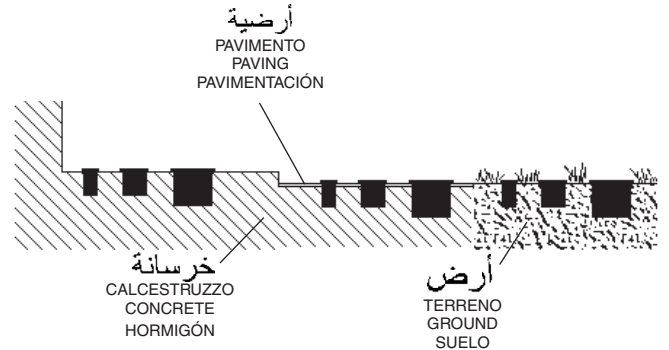 أرضية
PAVIMENTO
PAVING
PAVIMENTACIÓN
خرسانة
CALCESTRUZZO
CONCRETE
HORMIGÓN
أرض
TERRENO
GROUND
SUELO